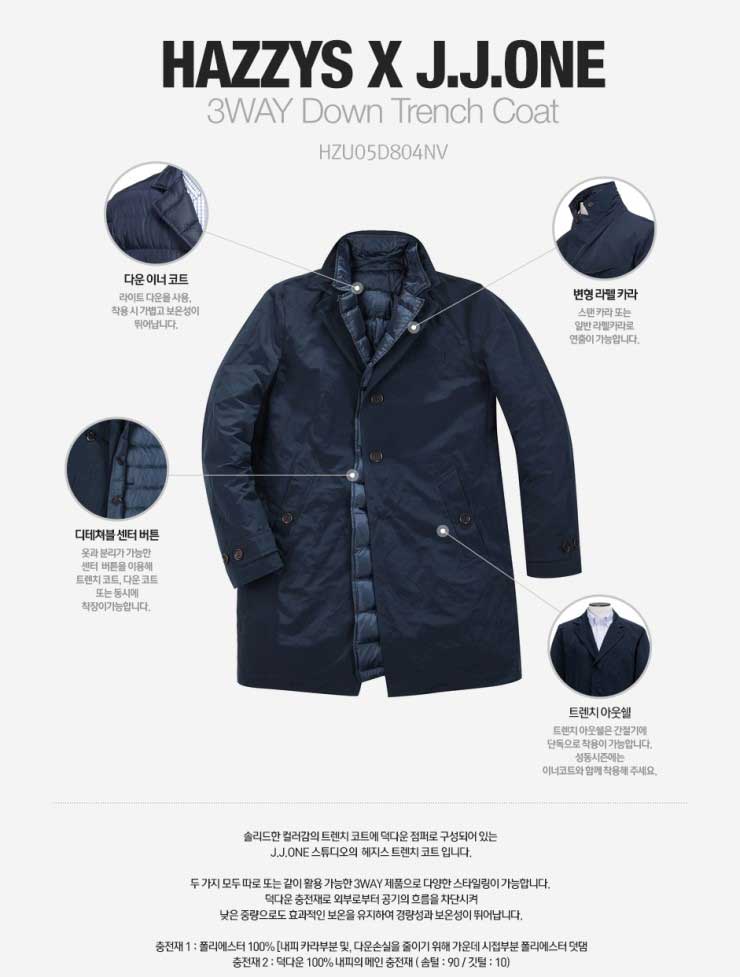 HAZZYS X J.J.ONE
3WAY Down Trench Coat
HZU05D804NV
다운 이너 코트
라이트 다운을 사용,
착용 시 가볍고 보온성이
뛰어납니다.
변형 라펠 카라
스탠 카라 또는
일반 라펠카라로
연출이 가능합니다.
디테쳐블 센터 버튼
옷과 분리가 가능한
센터 버튼을 이용해
트렌치 코트, 다운 코트
또는 동시에
착장이가능합니다.
트렌치 아웃쉘
트렌치 아웃쉘은 간절기에
단독으로 착용이 가능합니다.
성동시즌에는
이너코트와 함께 착용해 주세요.
솔리드한 컬러감의 트렌치 코트에 덕다운 점퍼로 구성되어 있는
J.J.ONE 스튜디오의 헤지스 트렌치 코트 입니다.
두 가지 모두 따로 또는 같이 활용 가능한 3WAY 제품으로 다양한 스타일링이 가능합니다.
덕다운 충전재로 외부로부터 공기의 흐름을 차단시켜
낮은 중량으로도 효과적인 보온을 유지하여 경량성과 보온성이 뛰어납니다.
충전재 1 : 폴리에스터 100% [내피 카라부분 및, 다운손실을 줄이기 위해 가운데 시접부분 폴리에스터 덧댐
충전재 2 : 덕다운 100% 내피의 메인 충전재 ( 솜털 : 90 / 깃털 : 10)